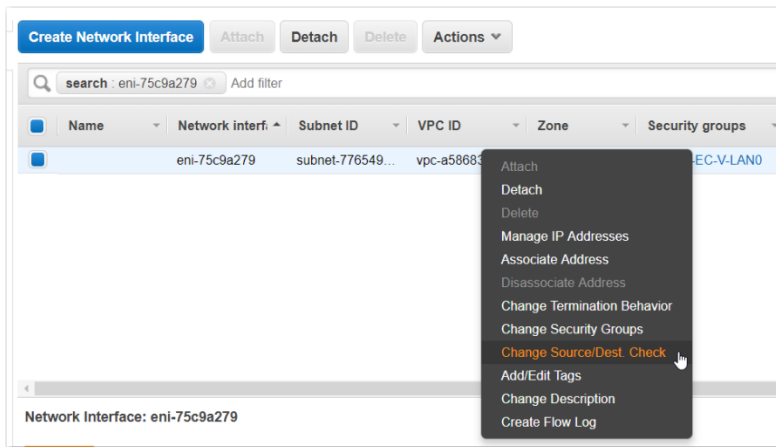 Create Network Interface Attach Detach Delete Actions
search : eni-75c9a279 Add filter
Name Network interfa Subnet ID VPC ID Zone Security groups
eni-75c9a279 subnet-776549... vpc-a58683 -EC-V-LAN0
Attach
Detach
Delete
Manage IP Addresses
Associate Address
Disassociate Address
Change Termination Behavior
Change Security Groups
Change Source/Dest. Check
Add/Edit Tags
Change Description
Create Flow Log
Network Interface: eni-75c9a279